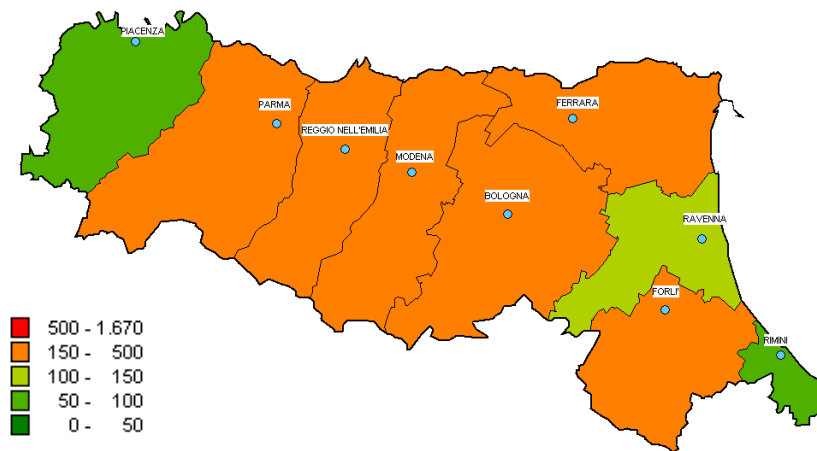 PIACENZA
PARMA
FERRARA
REGGIO NELL'EMILIA
MODENA
BOLOGNA
RAVENNA
FORLI'
RIMINI
500 - 1.670
150 - 500
100 - 150
50 - 100
0 - 50